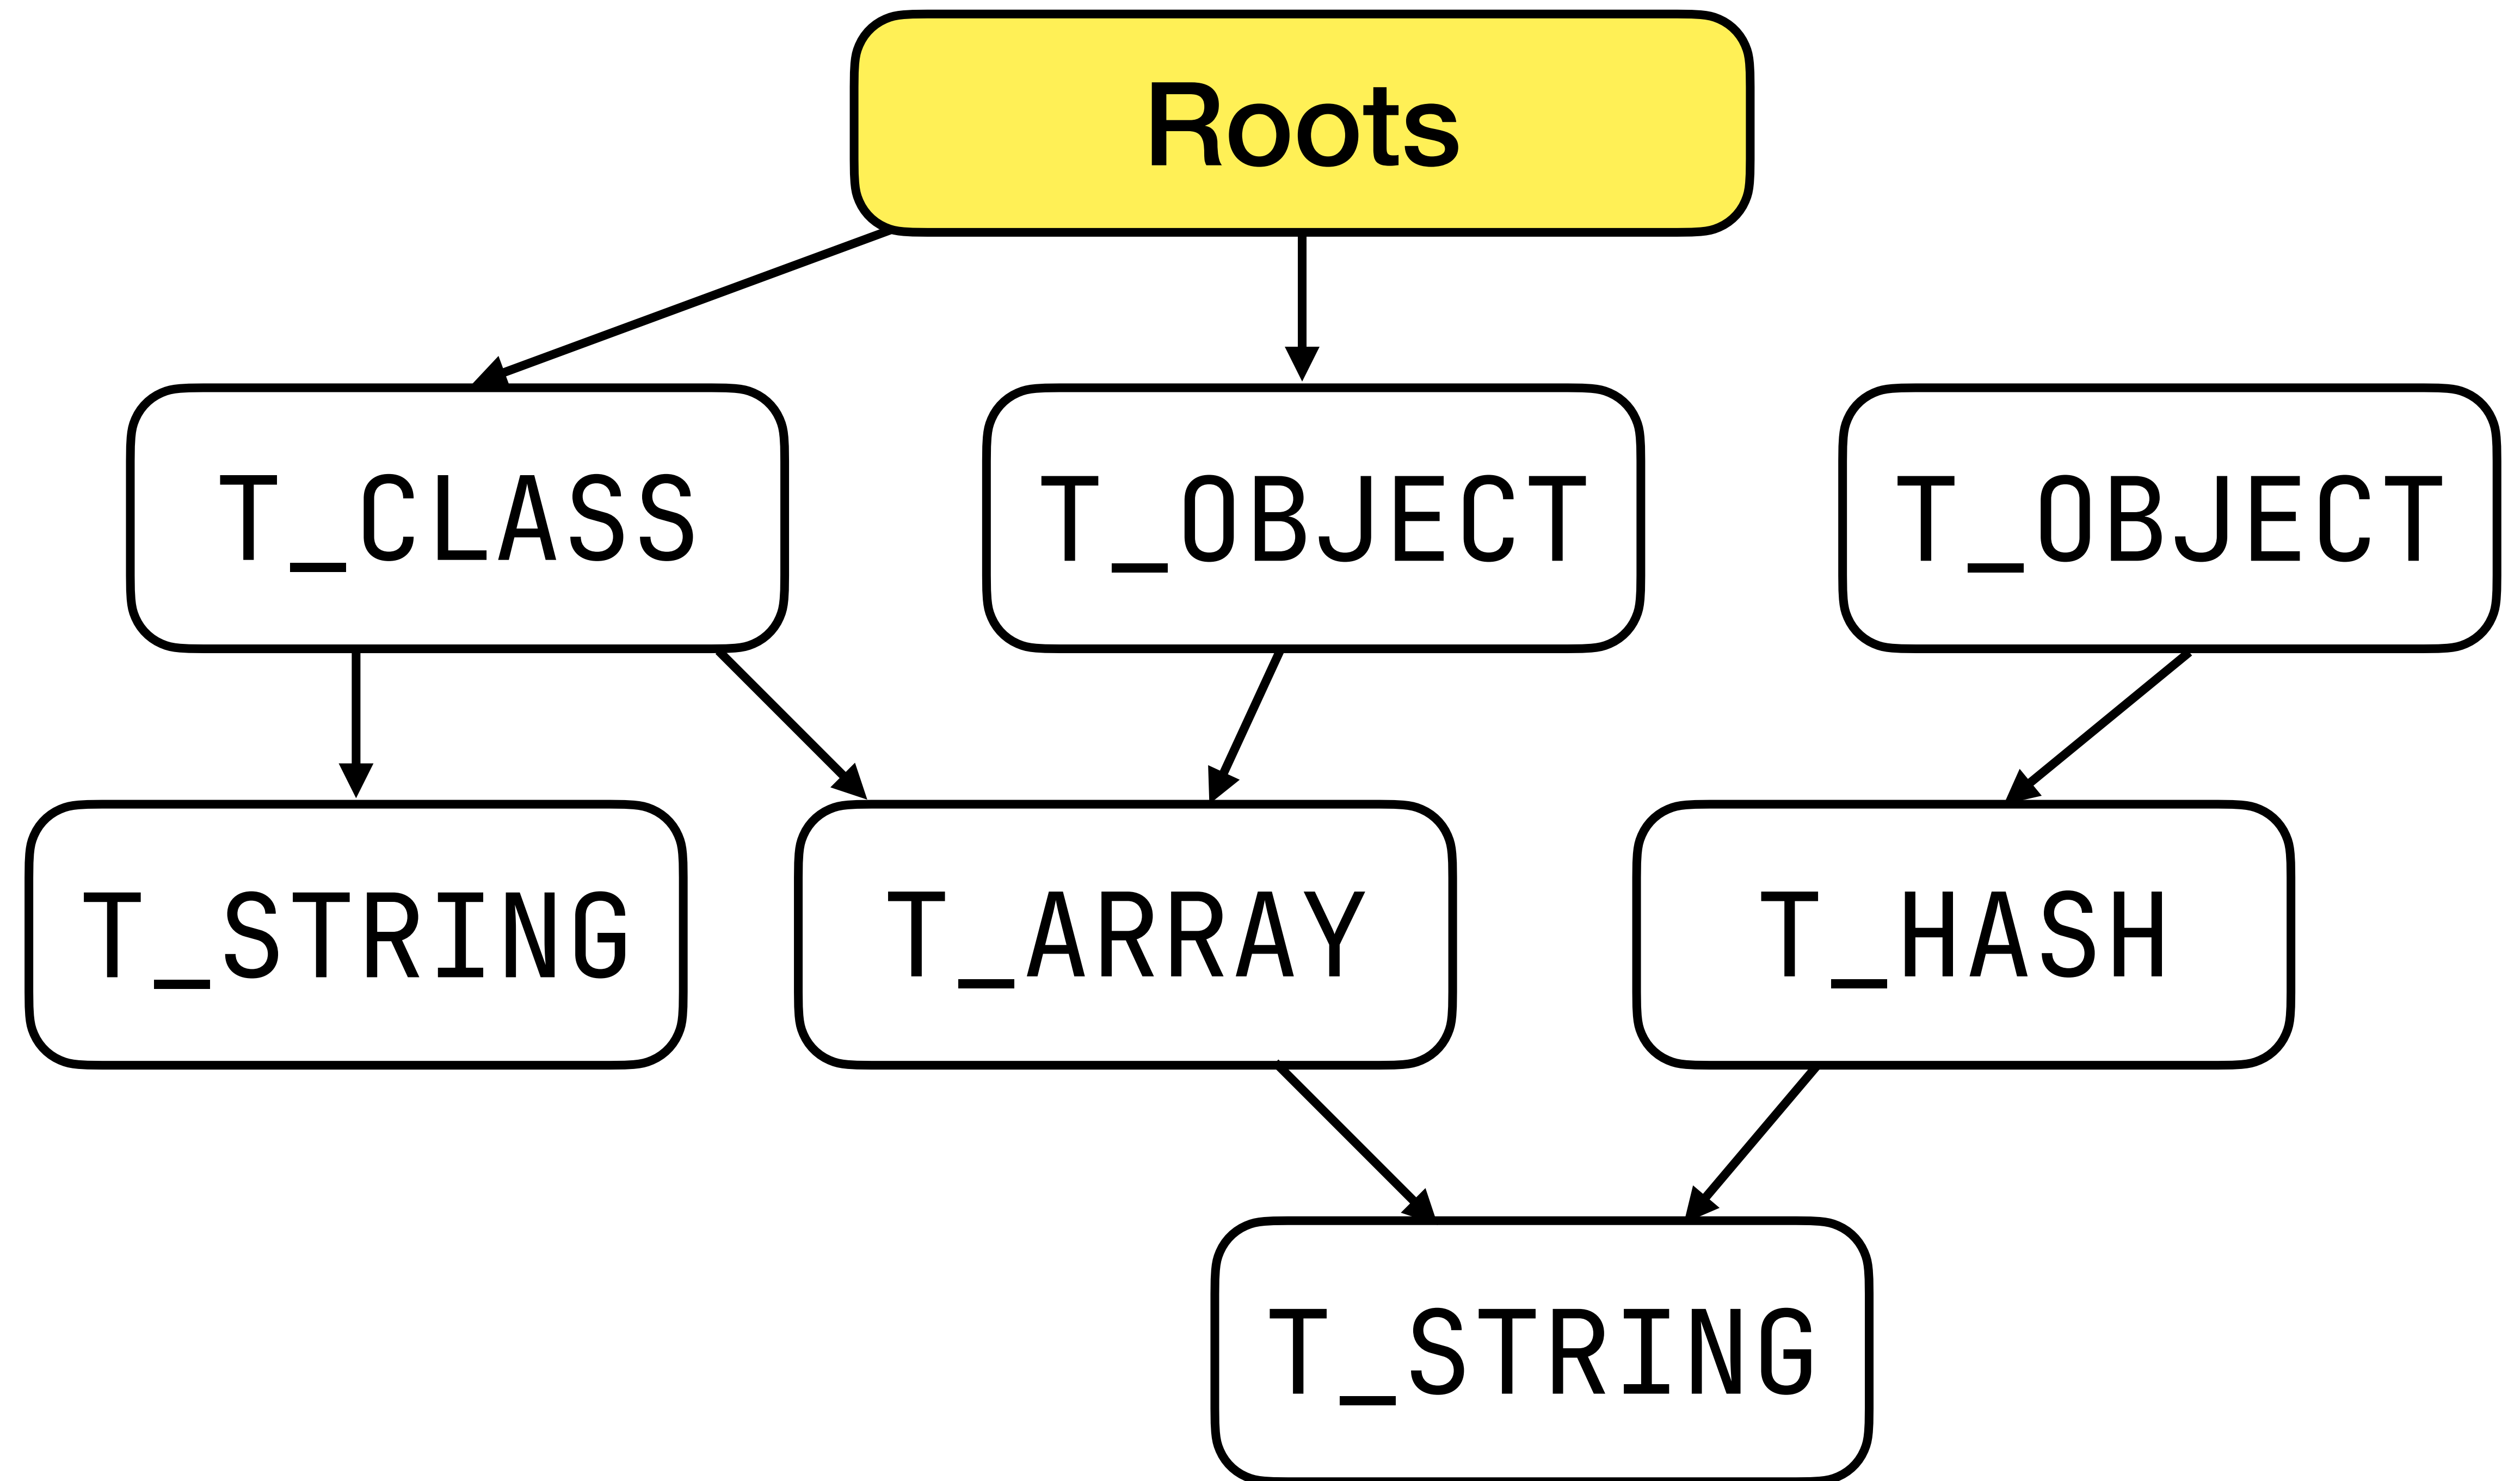 Roots
T_CLASS
T_OBJECT
T_OBJECT
T_STRING
T_ARRAY
T_HASH
T_STRING